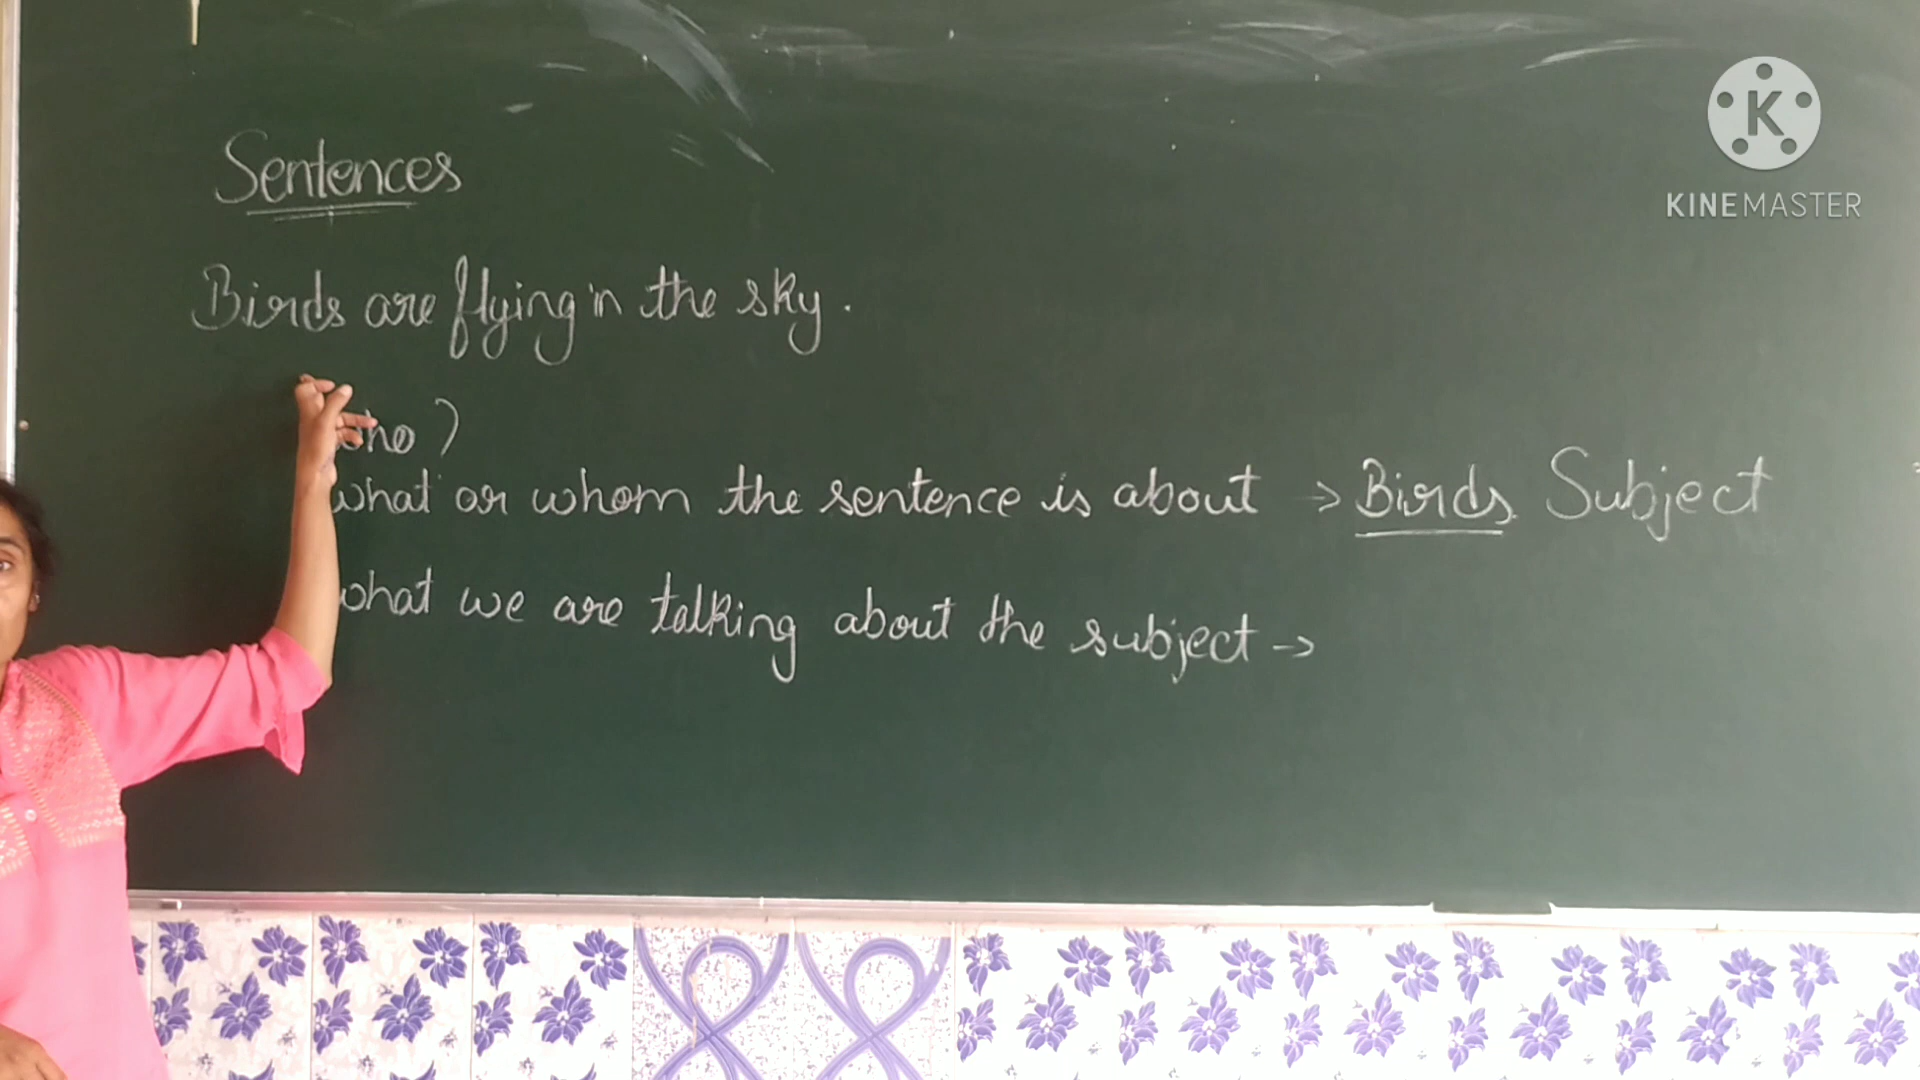 Sentences
Birds are flying in the sky.
who )
what or whom the sentence is about → Birds Subject
what we are talking about the subject →
K
KINEMASTER